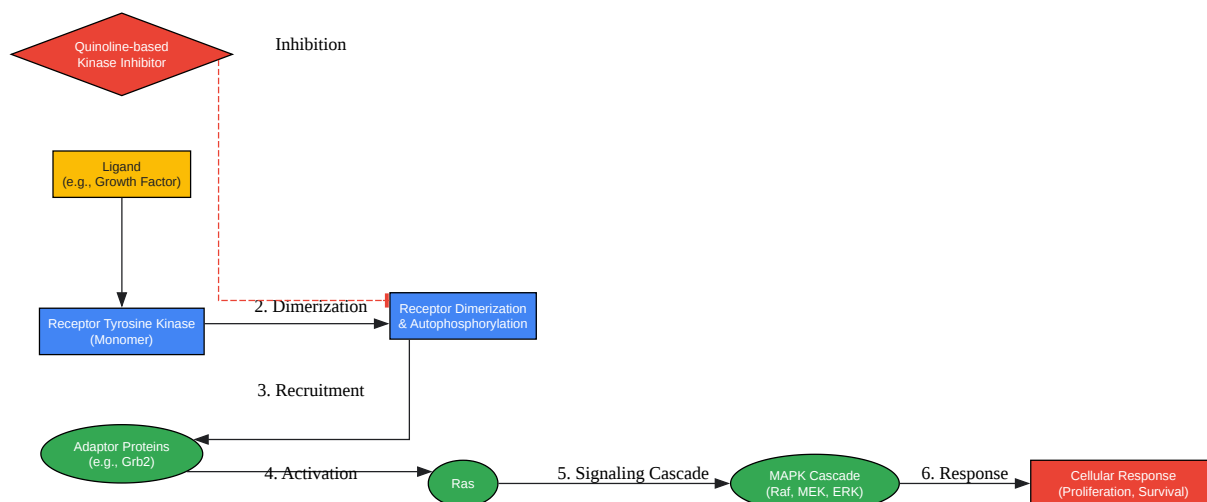 Quinoline-based
Kinase Inhibitor
Inhibition
Ligand
(e.g., Growth Factor)
2. Dimerization
Receptor Tyrosine Kinase
(Monomer)
Receptor Dimerization
& Autophosphorylation
3. Recruitment
Adaptor Proteins
(e.g., Grb2)
4. Activation
Ras
5. Signaling Cascade
MAPK Cascade
(Raf, MEK, ERK)
6. Response
Cellular Response
(Proliferation, Survival)